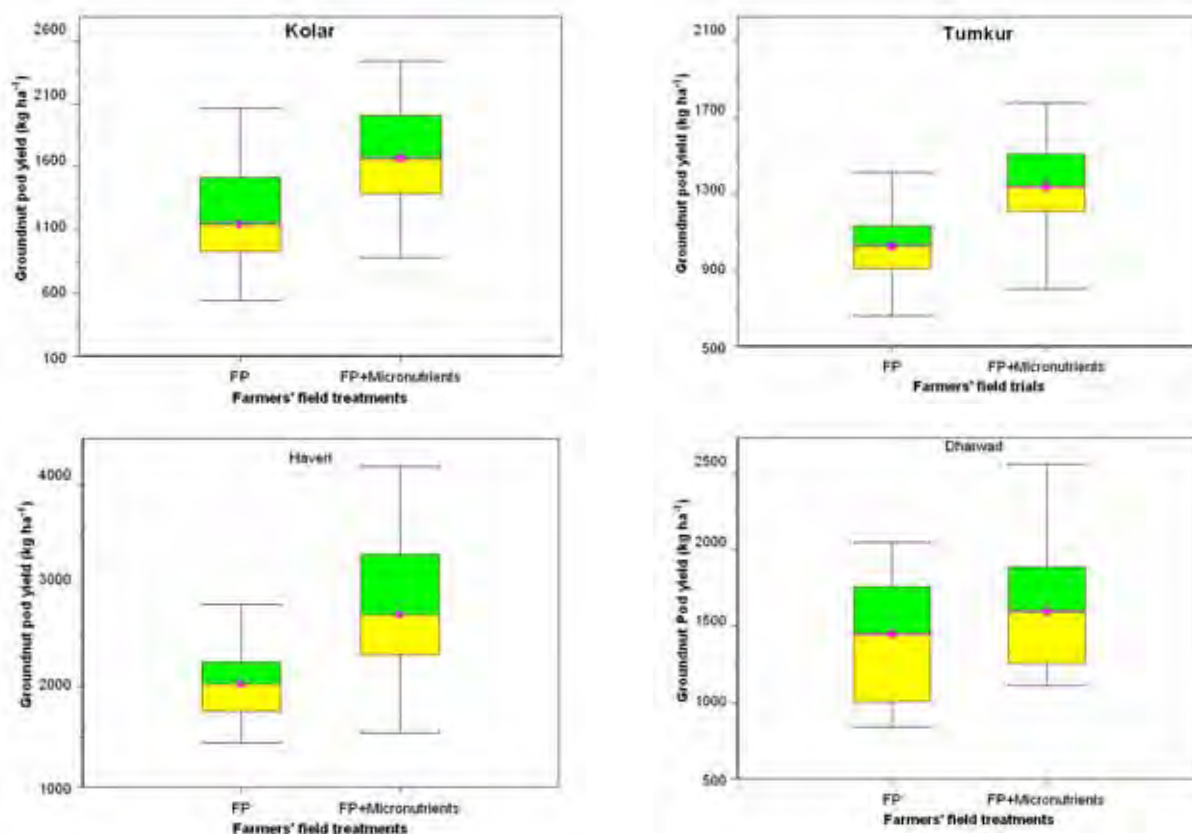 Kolar
Groundnut pod yield (kg ha⁻¹)
2600
2100
1600
1100
600
100
FP
FP+Micronutrients
Farmers' field treatments
Tumkur
Groundnut pod yield (kg ha⁻¹)
2100
1700
1300
900
500
FP
FP+Micronutrients
Farmers' field trials
Haveri
Groundnut pod yield (kg ha⁻¹)
4000
3000
2000
1000
FP
FP+Micronutrients
Farmers' field treatments
Dharwad
Groundnut Pod yield (kg ha⁻¹)
2500
2000
1500
1000
500
FP
FP+Micronutrients
Farmers' field treatments